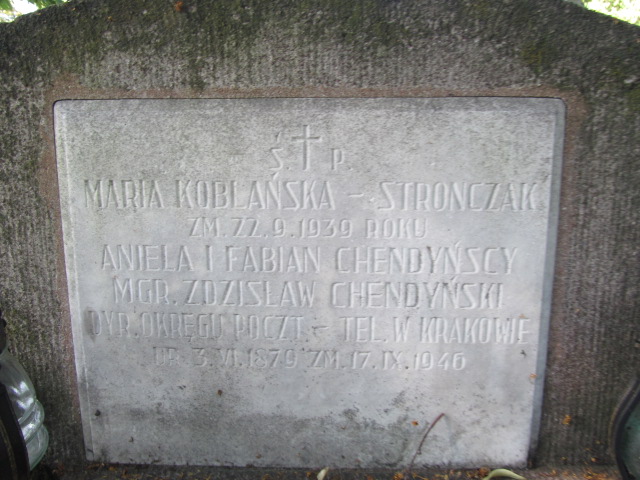 Ś. † P.
MARIA KOBLAŃSKA - STRONCZAK
ZM. 22. 9. 1939 ROKU
ANIELA I FABIAN CHENDYŃSCY
MGR. ZDZISŁAW CHENDYŃSKI
DYR. OKRĘGU POCZT. - TEL. W KRAKOWIE
UR. 3. VI. 1879 ZM. 17. IX. 1946